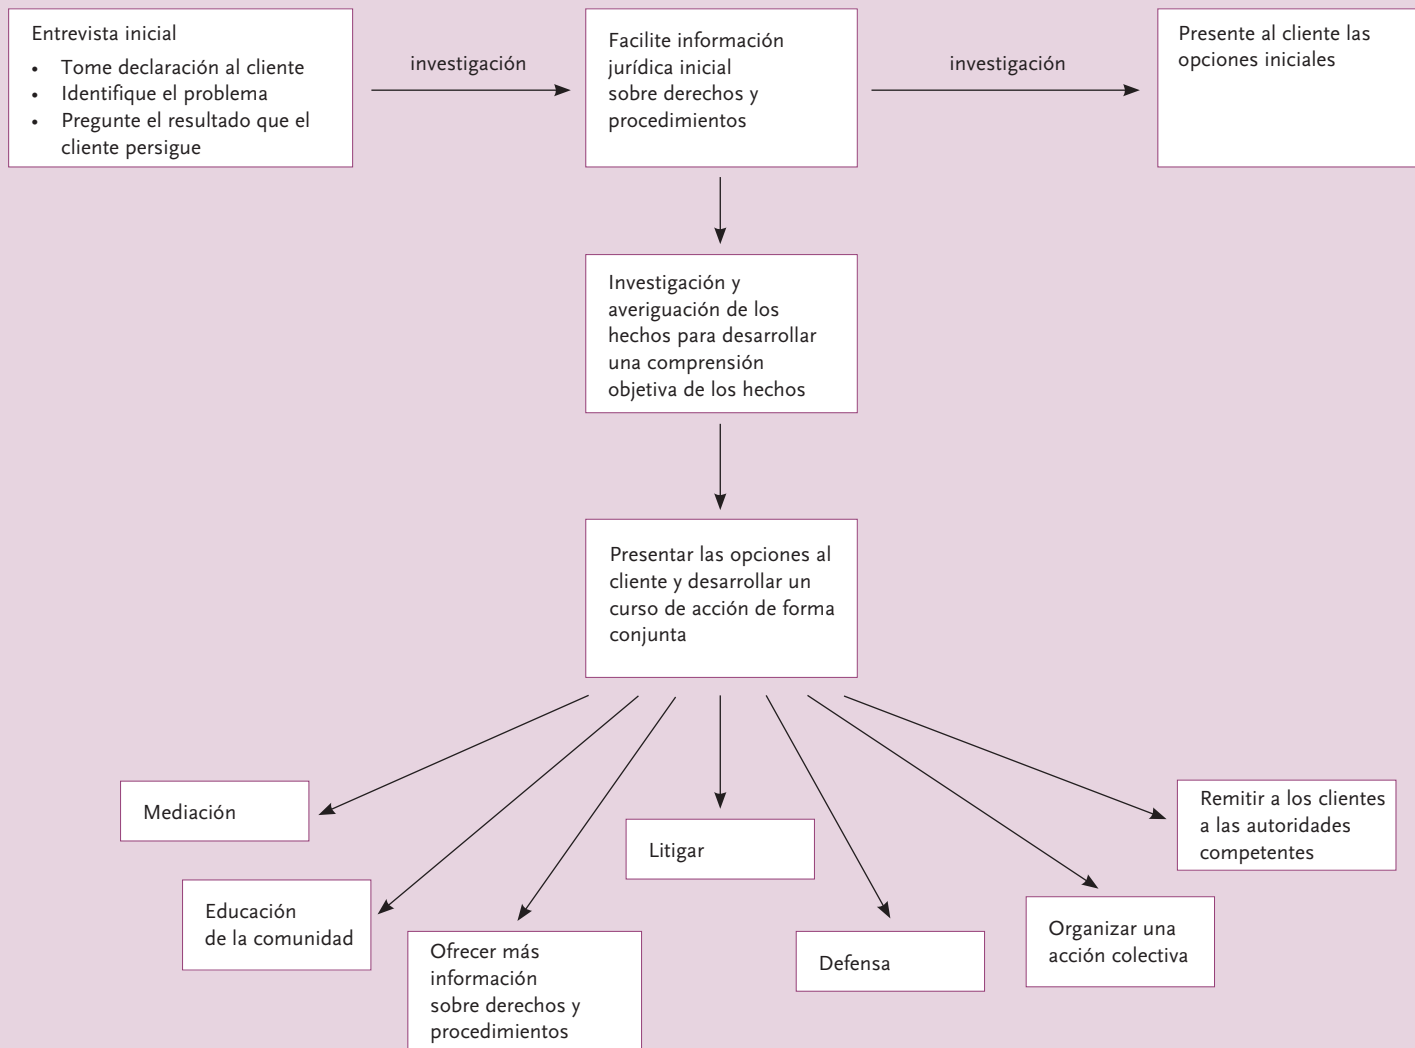 Entrevista inicial
• Tome declaración al cliente
• Identifique el problema
• Pregunte el resultado que el
cliente persigue
investigación
Facilite información
jurídica inicial
sobre derechos y
procedimientos
investigación
Presente al cliente las
opciones iniciales
Investigación y
averiguación de los
hechos para desarrollar
una comprensión
objetiva de los hechos
Presentar las opciones al
cliente y desarrollar un
curso de acción de forma
conjunta
Mediación
Educación
de la comunidad
Ofrecer más
información
sobre derechos y
procedimientos
Litigar
Defensa
Organizar una
acción colectiva
Remitir a los clientes
a las autoridades
competentes